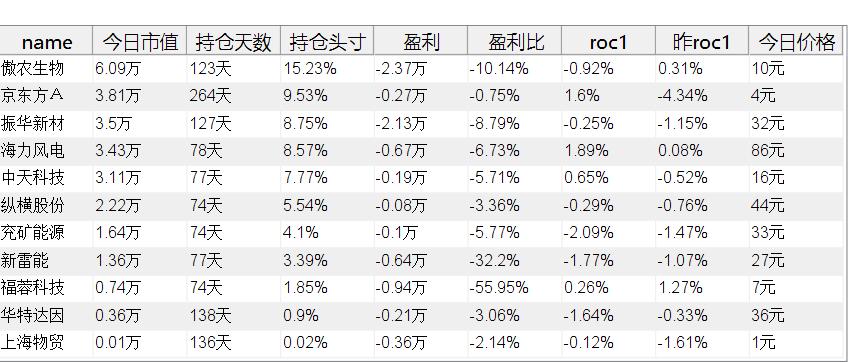 name 今日市值 持仓天数 持仓头寸 盈利 盈利比 roc1 昨roc1 今日价格
傲农生物 6.09万 123天 15.23% -2.37万 -10.14% -0.92% 0.31% 10元
京东方Ａ 3.81万 264天 9.53% -0.27万 -0.75% 1.6% -4.34% 4元
振华新材 3.5万 127天 8.75% -2.13万 -8.79% -0.25% -1.15% 32元
海力风电 3.43万 78天 8.57% -0.67万 -6.73% 1.89% 0.08% 86元
中天科技 3.11万 77天 7.77% -0.19万 -5.71% 0.65% -0.52% 16元
纵横股份 2.22万 74天 5.54% -0.08万 -3.36% -0.29% -0.76% 44元
兖矿能源 1.64万 74天 4.1% -0.1万 -5.77% -2.09% -1.47% 33元
新雷能 1.36万 77天 3.39% -0.64万 -32.2% -1.77% -1.07% 27元
福蓉科技 0.74万 74天 1.85% -0.94万 -55.95% 0.26% 1.27% 7元
华特达因 0.36万 138天 0.9% -0.21万 -3.06% -1.64% -0.33% 36元
上海物贸 0.01万 136天 0.02% -0.36万 -2.14% -0.12% -1.61% 1元